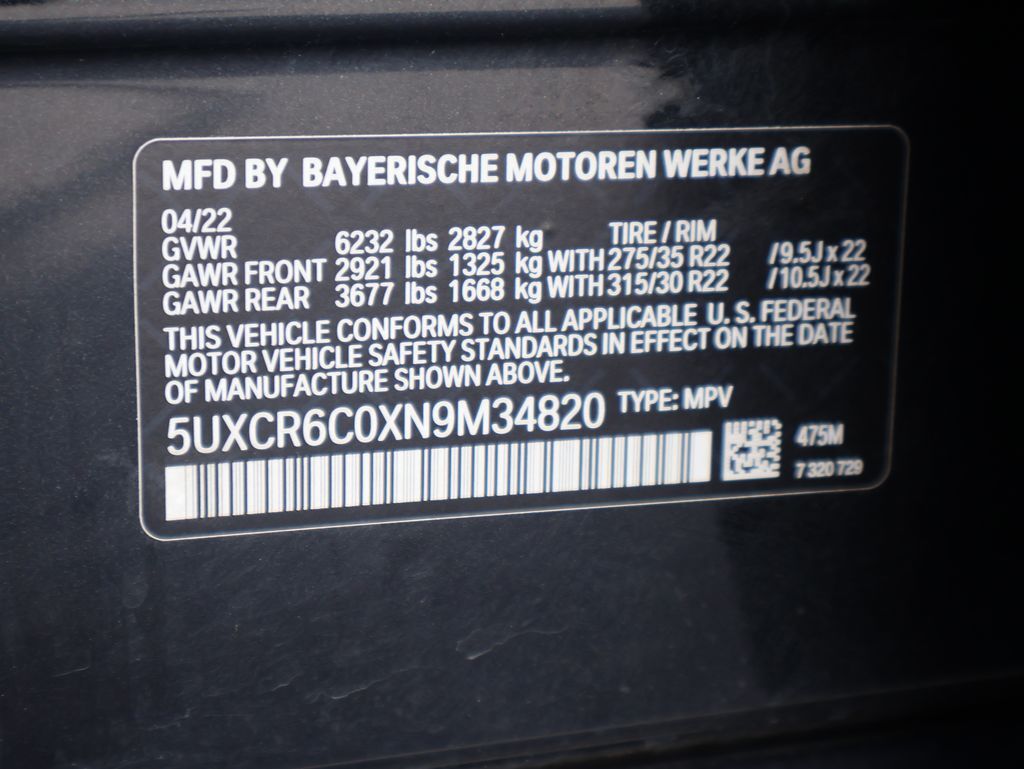 MFD BY BAYERISCHE MOTOREN WERKE AG
04/22 TIRE / RIM
GVWR 6232 lbs 2827 kg
GAWR FRONT 2921 lbs 1325 kg WITH 275/35 R22 /9.5J x 22
GAWR REAR 3677 lbs 1668 kg WITH 315/30 R22 /10.5J x 22
THIS VEHICLE CONFORMS TO ALL APPLICABLE U. S. FEDERAL
MOTOR VEHICLE SAFETY STANDARDS IN EFFECT ON THE DATE
OF MANUFACTURE SHOWN ABOVE.
5UXCR6C0XN9M34820 TYPE: MPV
475M
7 320 729